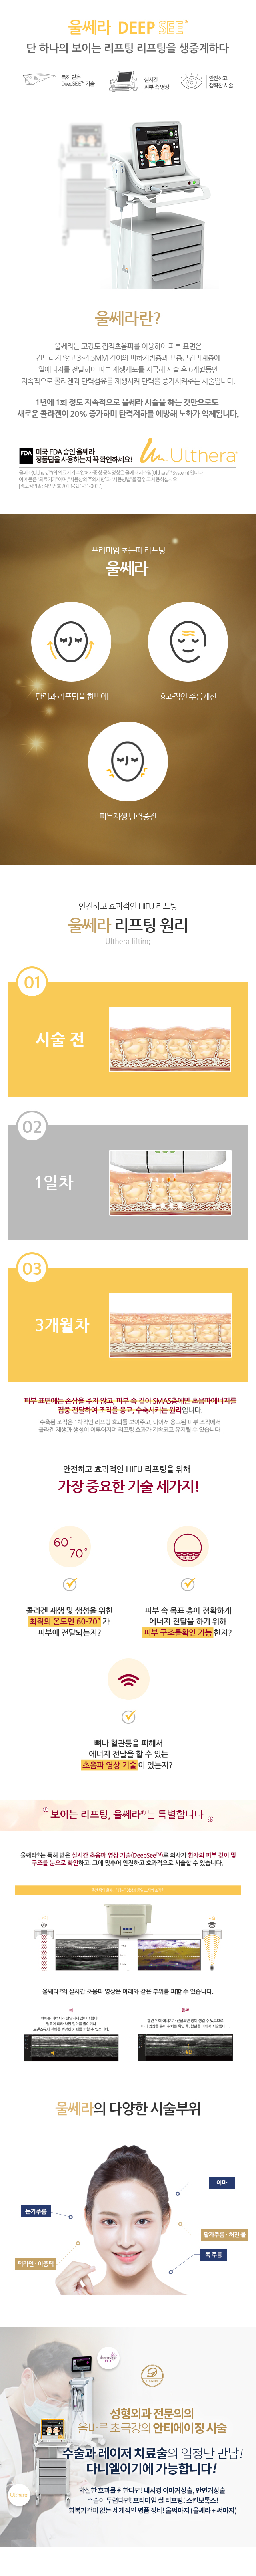 울쎄라 DEEP SEE™
단 하나의 보이는 리프팅 리프팅을 생중계하다
특허 받은
DeepSEE™ 기술
실시간
피부 속 영상
안전하고
정확한 시술
울쎄라란?
울쎄라는 고강도 집적초음파를 이용하여 피부 표면은
건드리지 않고 3~4.5MM 깊이의 피하지방층과 표층근건막계층에
열에너지를 전달하여 피부 재생세포를 자극해 시술 후 6개월동안
지속적으로 콜라겐과 탄력섬유를 재생시켜 탄력을 증가시켜주는 시술입니다.
1년에 1회 정도 지속적으로 울쎄라 시술을 하는 것만으로도
새로운 콜라겐이 20% 증가하며 탄력저하를 예방해 노화가 억제됩니다.
FDA
미국 FDA 승인 울쎄라
정품팁을 사용하는지 꼭 확인하세요!
Ulthera
프리미엄 초음파 리프팅
울쎄라
탄력과 리프팅을 한번에
효과적인 주름개선
피부재생 탄력증진
안전하고 효과적인 HIFU 리프팅
울쎄라 리프팅 원리
Ulthera lifting
01
시술 전
02
1일차
03
3개월차
피부 표면에는 손상을 주지 않고, 피부 속 깊이 SMAS층에만 초음파에너지를
집중 전달하여 조직을 응고, 수축시키는 원리입니다.
수축된 조직은 1차적인 리프팅 효과를 보여주고, 이어서 응고된 피부 조직에서
콜라겐 재생과 생성이 이루어지며 리프팅 효과가 지속되고 유지될 수 있습니다.
안전하고 효과적인 HIFU 리프팅을 위해
가장 중요한 기술 세가지!
60°
70°
콜라겐 재생 및 생성을 위한
최적의 온도인 60-70°가
피부에 전달되는지?
피부 속 목표 층에 정확하게
에너지 전달을 하기 위해
피부 구조를확인 가능한지?
뼈나 혈관등을 피해서
에너지 전달을 할 수 있는
초음파 영상 기술이 있는지?
보이는 리프팅, 울쎄라®는 특별합니다.
울쎄라®는 특허 받은 실시간 초음파 영상 기술(DeepSee™)로 의사가 환자의 피부 깊이 및
구조를 눈으로 확인하고, 그에 맞추어 안전하고 효과적으로 시술할 수 있습니다.
울쎄라®의 실시간 초음파 영상은 아래와 같은 부위를 피할 수 있습니다.
뼈
혈관
울쎄라의 다양한 시술부위
이마
눈가주름
팔자주름 · 처진 볼
목 주름
턱라인 · 이중턱
성형외과 전문의의
올바른 초극강의 안티에이징 시술
수술과 레이저 치료술의 엄청난 만남!
다니엘이기에 가능합니다!
Ulthera
확실한 효과를 원한다면! 내시경 이마거상술, 안면거상술
수술이 두렵다면! 프리미엄 실 리프팅! 스킨보톡스!
회복기간이 없는 세계적인 명품 장비! 울써마지 (울쎄라 + 써마지)